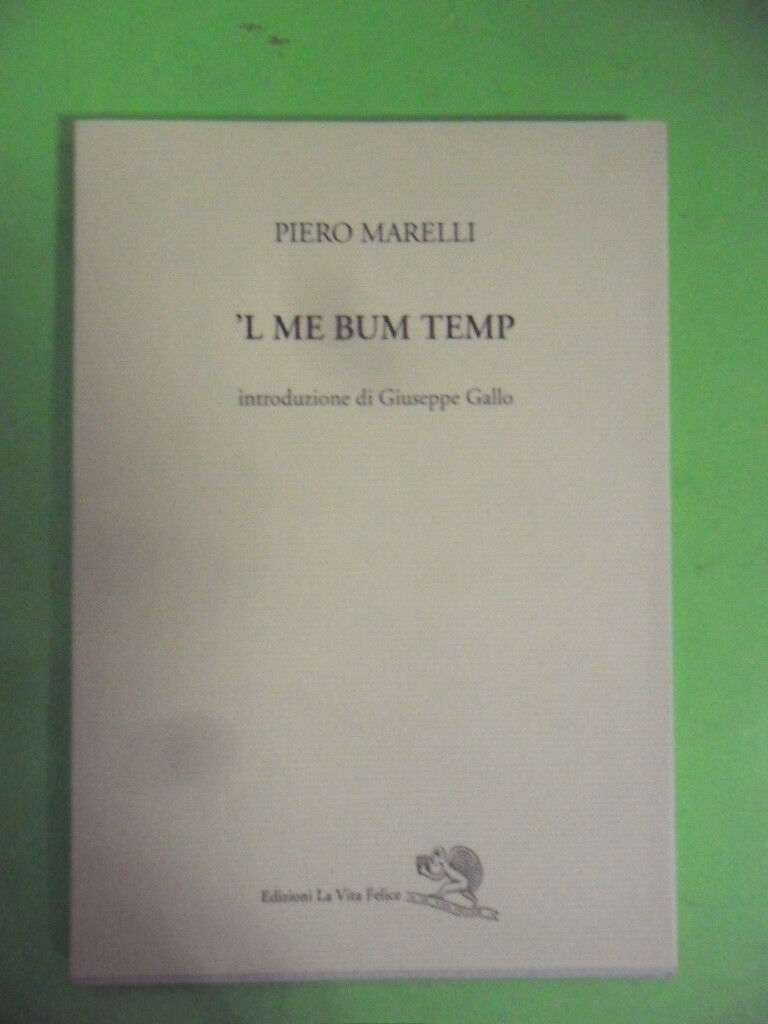 PIERO MARELLI
'L ME BUM TEMP
introduzione di Giuseppe Gallo
Edizioni La Vita Felice